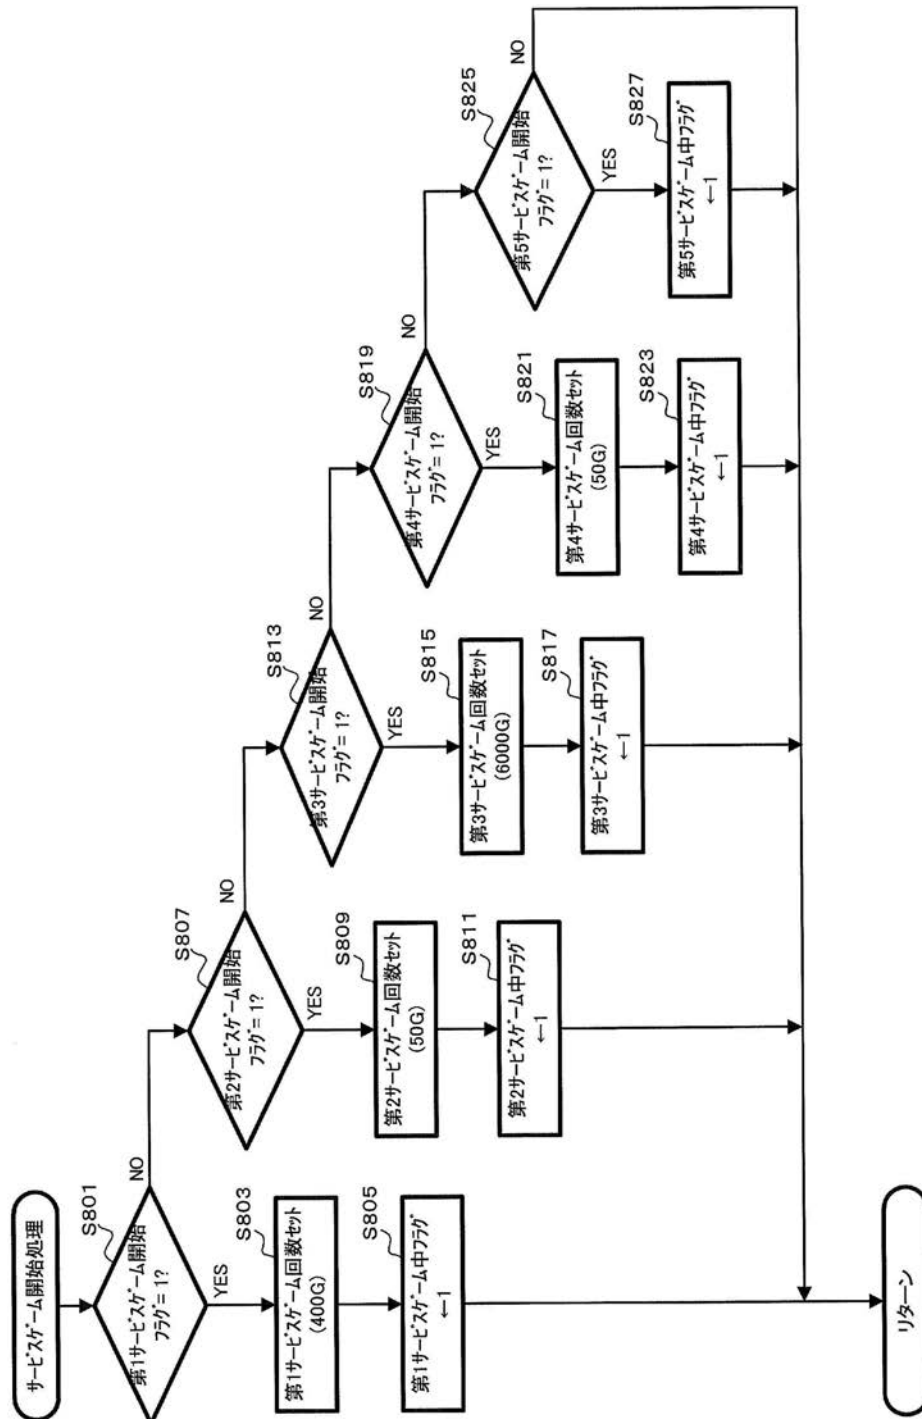 サービスゲーム開始処理
S801
第1サービスゲーム開始
フラグ=1?
NO
YES
S803
第1サービスゲーム回数セット
(400G)
S805
第1サービスゲーム中フラグ
←1
S807
第2サービスゲーム開始
フラグ=1?
NO
YES
S809
第2サービスゲーム回数セット
(50G)
S811
第2サービスゲーム中フラグ
←1
S813
第3サービスゲーム開始
フラグ=1?
NO
YES
S815
第3サービスゲーム回数セット
(6000G)
S817
第3サービスゲーム中フラグ
←1
S819
第4サービスゲーム開始
フラグ=1?
NO
YES
S821
第4サービスゲーム回数セット
(50G)
S823
第4サービスゲーム中フラグ
←1
S825
第5サービスゲーム開始
フラグ=1?
NO
YES
S827
第5サービスゲーム中フラグ
←1
リターン